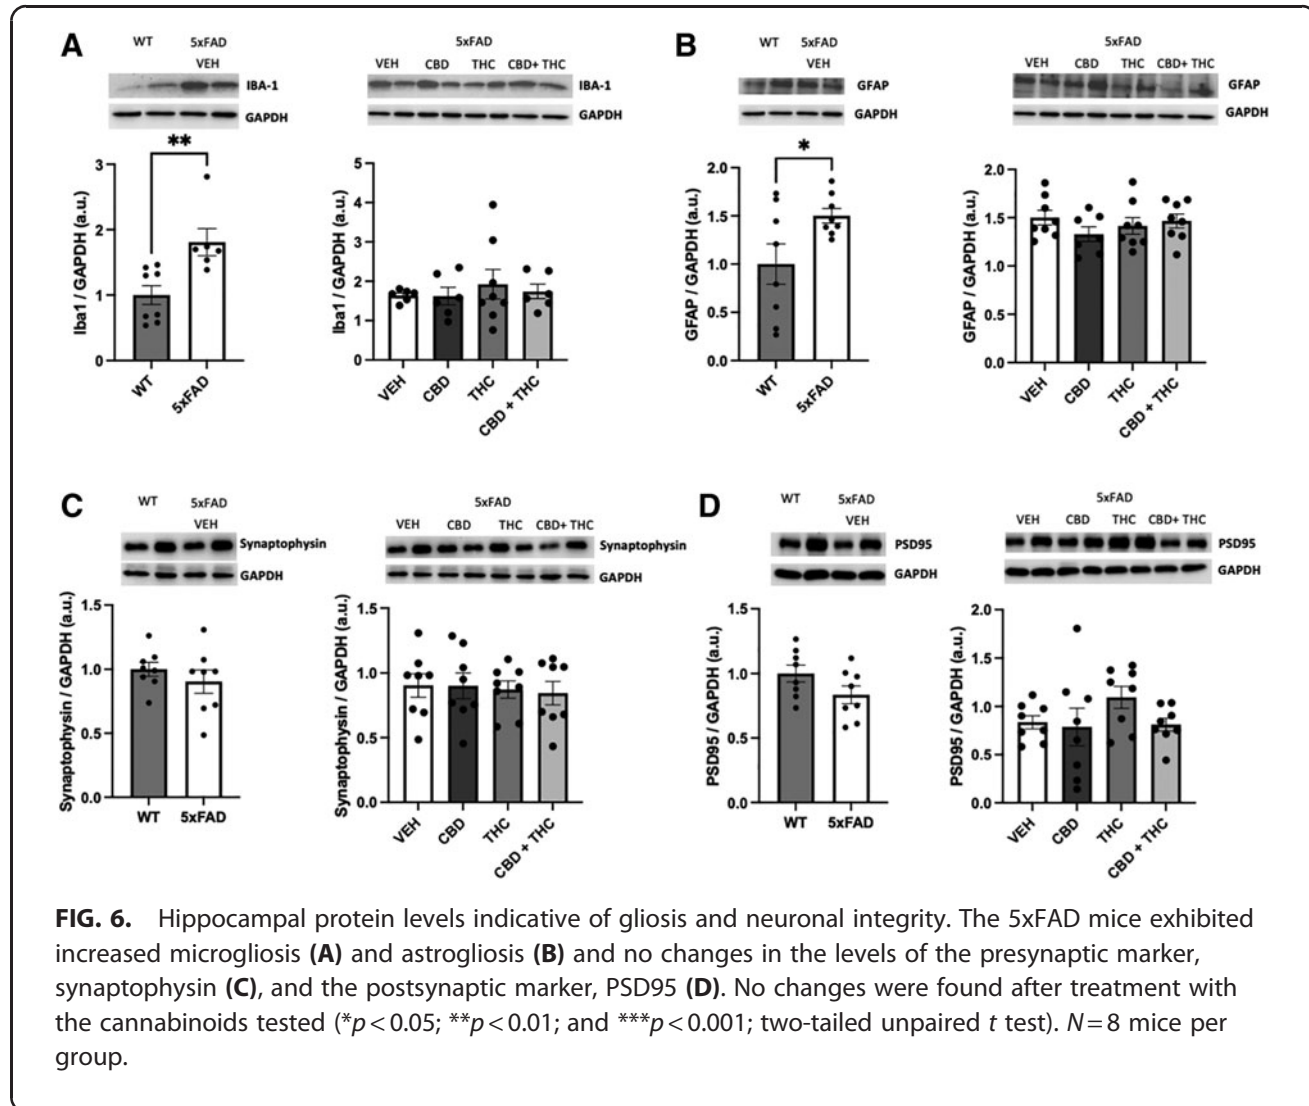 A
WT
5xFAD
VEH
IBA-1
GAPDH
**
Iba1 / GAPDH (a.u.)
3
2
1
0
WT
5xFAD
5xFAD
VEH CBD THC CBD+ THC
IBA-1
GAPDH
Iba1 / GAPDH (a.u.)
5
4
3
2
1
0
VEH
CBD
THC
CBD + THC
B
WT
5xFAD
VEH
GFAP
GAPDH
*
GFAP / GAPDH (a.u.)
2.0
1.5
1.0
0.5
0.0
WT
5xFAD
5xFAD
VEH CBD THC CBD+ THC
GFAP
GAPDH
GFAP / GAPDH (a.u.)
2.0
1.5
1.0
0.5
0.0
VEH
CBD
THC
CBD + THC
C
WT
5xFAD
VEH
Synaptophysin
GAPDH
Synaptophysin / GAPDH (a.u.)
1.5
1.0
0.5
0.0
WT
5xFAD
5xFAD
VEH CBD THC CBD+ THC
Synaptophysin
GAPDH
Synaptophysin / GAPDH (a.u.)
1.5
1.0
0.5
0.0
VEH
CBD
THC
CBD + THC
D
WT
5xFAD
VEH
PSD95
GAPDH
PSD95 / GAPDH (a.u.)
1.5
1.0
0.5
0.0
WT
5xFAD
5xFAD
VEH CBD THC CBD+ THC
PSD95
GAPDH
PSD95 / GAPDH (a.u.)
2.0
1.5
1.0
0.5
0.0
VEH
CBD
THC
CBD + THC
FIG. 6. Hippocampal protein levels indicative of gliosis and neuronal integrity. The 5xFAD mice exhibited
increased microgliosis (A) and astrogliosis (B) and no changes in the levels of the presynaptic marker,
synaptophysin (C), and the postsynaptic marker, PSD95 (D). No changes were found after treatment with
the cannabinoids tested (*p < 0.05; **p < 0.01; and ***p < 0.001; two-tailed unpaired t test). N = 8 mice per
group.